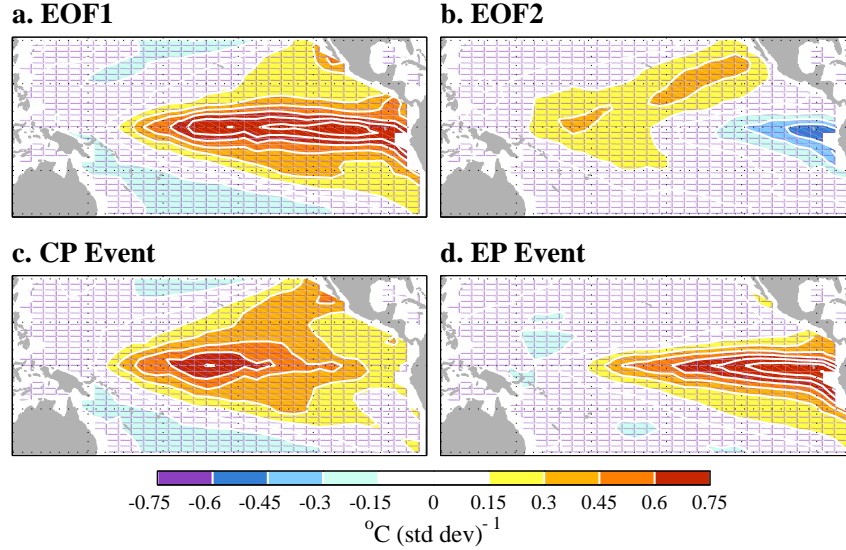 a. EOF1
b. EOF2
c. CP Event
d. EP Event
-0.75 -0.6 -0.45 -0.3 -0.15 0 0.15 0.3 0.45 0.6 0.75
°C (std dev)⁻¹